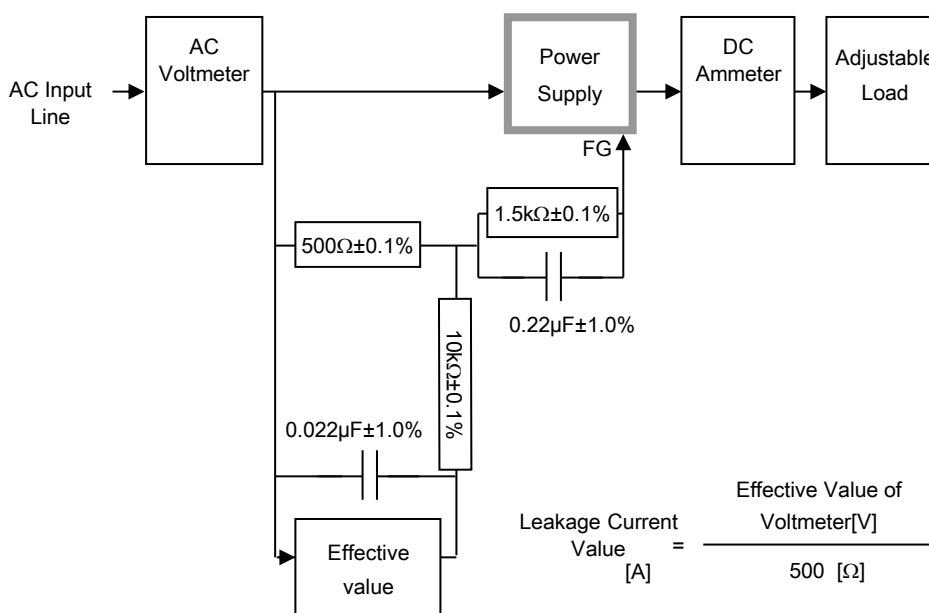 AC
Voltmeter
AC Input
Line
Power
Supply
DC
Ammeter
Adjustable
Load
FG
1.5kΩ±0.1%
500Ω±0.1%
0.22µF±1.0%
10kΩ±0.1%
0.022µF±1.0%
Effective
value
Leakage Current
Value
[A]
=
Effective Value of
Voltmeter[V]
500 [Ω]